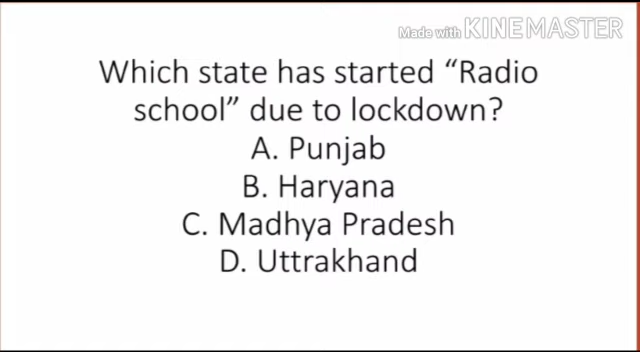 Made with KINEMASTER
Which state has started “Radio
school” due to lockdown?
A. Punjab
B. Haryana
C. Madhya Pradesh
D. Uttrakhand